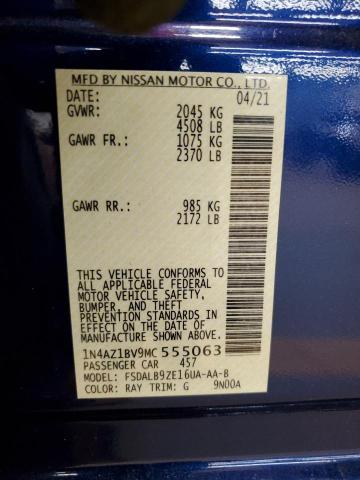 MFD BY NISSAN MOTOR CO., LTD.
DATE: 04/21
GVWR: 2045 KG
4508 LB
GAWR FR.: 1075 KG
2370 LB
GAWR RR.: 985 KG
2172 LB
THIS VEHICLE CONFORMS TO
ALL APPLICABLE FEDERAL
MOTOR VEHICLE SAFETY,
BUMPER, AND THEFT
PREVENTION STANDARDS
IN EFFECT ON THE DATE OF
MANUFACTURE SHOWN ABOVE.
1N4AZ1BV9MC 555063
PASSENGER CAR 457
MODEL: FSDALB9ZE16UA-AA-B
COLOR: RAY TRIM: G 9N00A